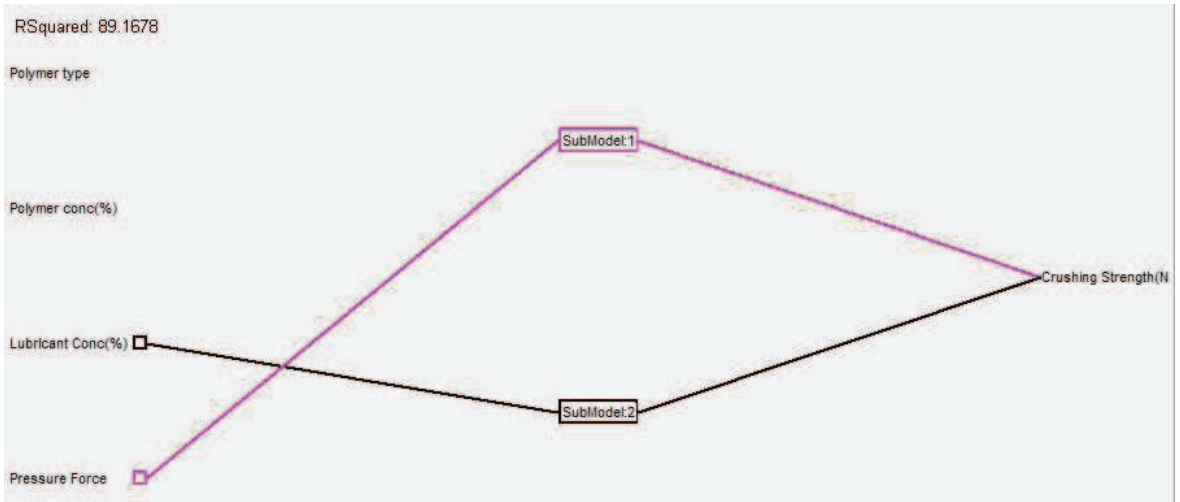 RSquared: 89.1678
Polymer type
SubModel:1
Polymer conc(%)
Crushing Strength(N
Lubricant Conc(%)
SubModel:2
Pressure Force